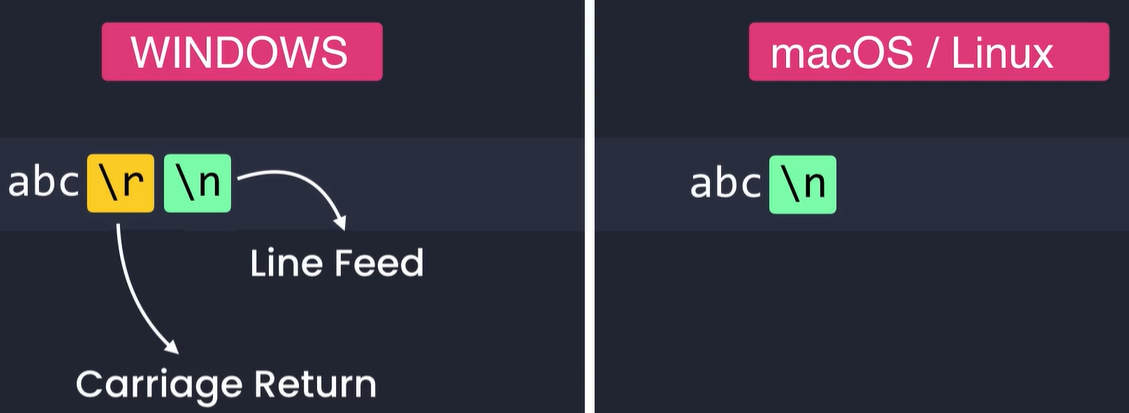 WINDOWS
abc\r\n
Line Feed
Carriage Return
macOS / Linux
abc\n